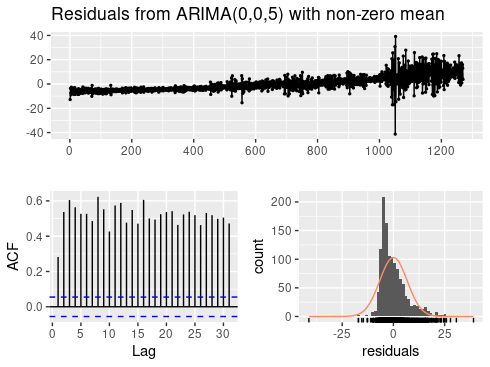 Residuals from ARIMA(0,0,5) with non-zero mean
40
20
0
-20
-40
0 200 400 600 800 1000 1200
0.6
0.4
0.2
0.0
ACF
0 5 10 15 20 25 30
Lag
200
150
100
50
0
count
-25 0 25
residuals